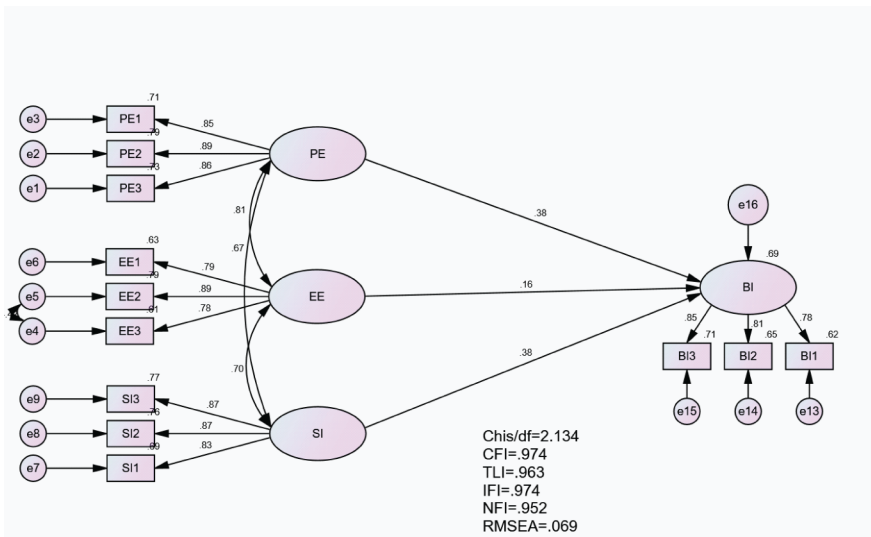 .71
e3
PE1
.85
.79
e2
PE2
.89
PE
.73
e1
PE3
.86
.81
.38
.67
e16
.63
e6
EE1
.79
.69
.79
e5
EE2
.89
EE
.16
BI
e4
.61
EE3
.78
.85
.81
.78
.71
.65
.62
BI3
BI2
BI1
.70
.38
.77
e9
SI3
.87
.76
e8
SI2
.87
SI
e15
e14
e13
e7
SI1
.83
Chis/df=2.134
CFI=.974
TLI=.963
IFI=.974
NFI=.952
RMSEA=.069